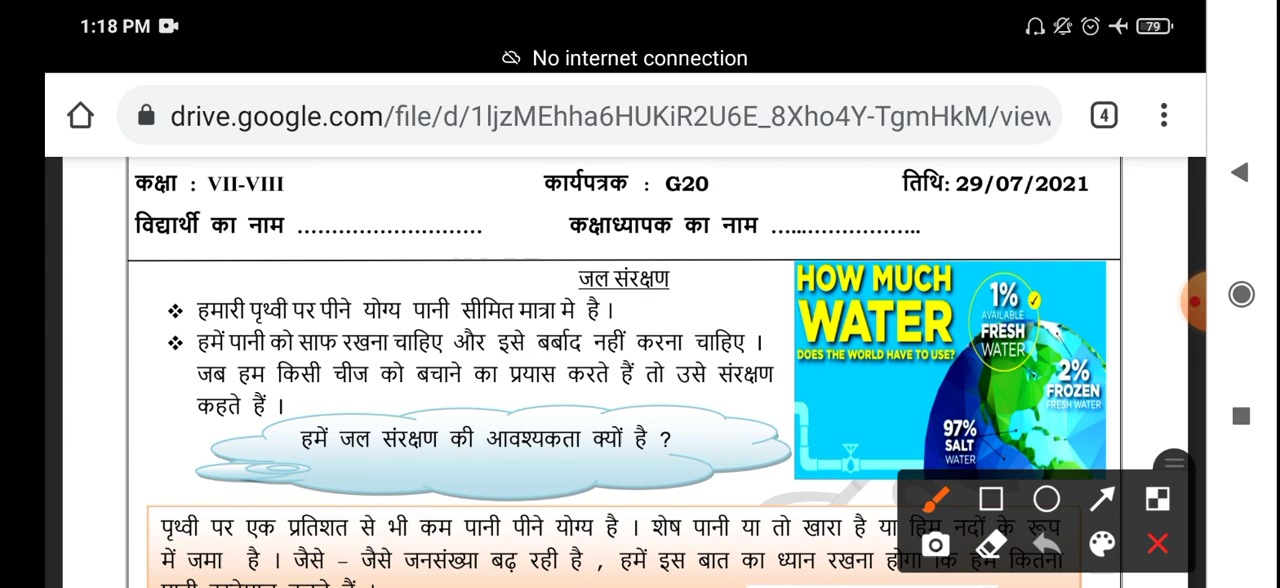 1:18 PM
79
No internet connection
drive.google.com/file/d/1ljzMEhha6HUKiR2U6E_8Xho4Y-TgmHkM/view
4
कक्षा : VII-VIII कार्यपत्रक : G20 तिथि: 29/07/2021
विद्यार्थी का नाम ........................... कक्षाध्यापक का नाम .......................
जल संरक्षण
❖ हमारी पृथ्वी पर पीने योग्य पानी सीमित मात्रा मे है ।
❖ हमें पानी को साफ रखना चाहिए और इसे बर्बाद नहीं करना चाहिए ।
जब हम किसी चीज को बचाने का प्रयास करते हैं तो उसे संरक्षण
कहते हैं ।
HOW MUCH
WATER
DOES THE WORLD HAVE TO USE?
1%
AVAILABLE
FRESH
WATER
2%
FROZEN
FRESH WATER
97%
SALT
WATER
हमें जल संरक्षण की आवश्यकता क्यों है ?
पृथ्वी पर एक प्रतिशत से भी कम पानी पीने योग्य है । शेष पानी या तो खारा है या हिम नदों के रूप
में जमा है । जैसे – जैसे जनसंख्या बढ़ रही है , हमें इस बात का ध्यान रखना होगा कि हम कितना